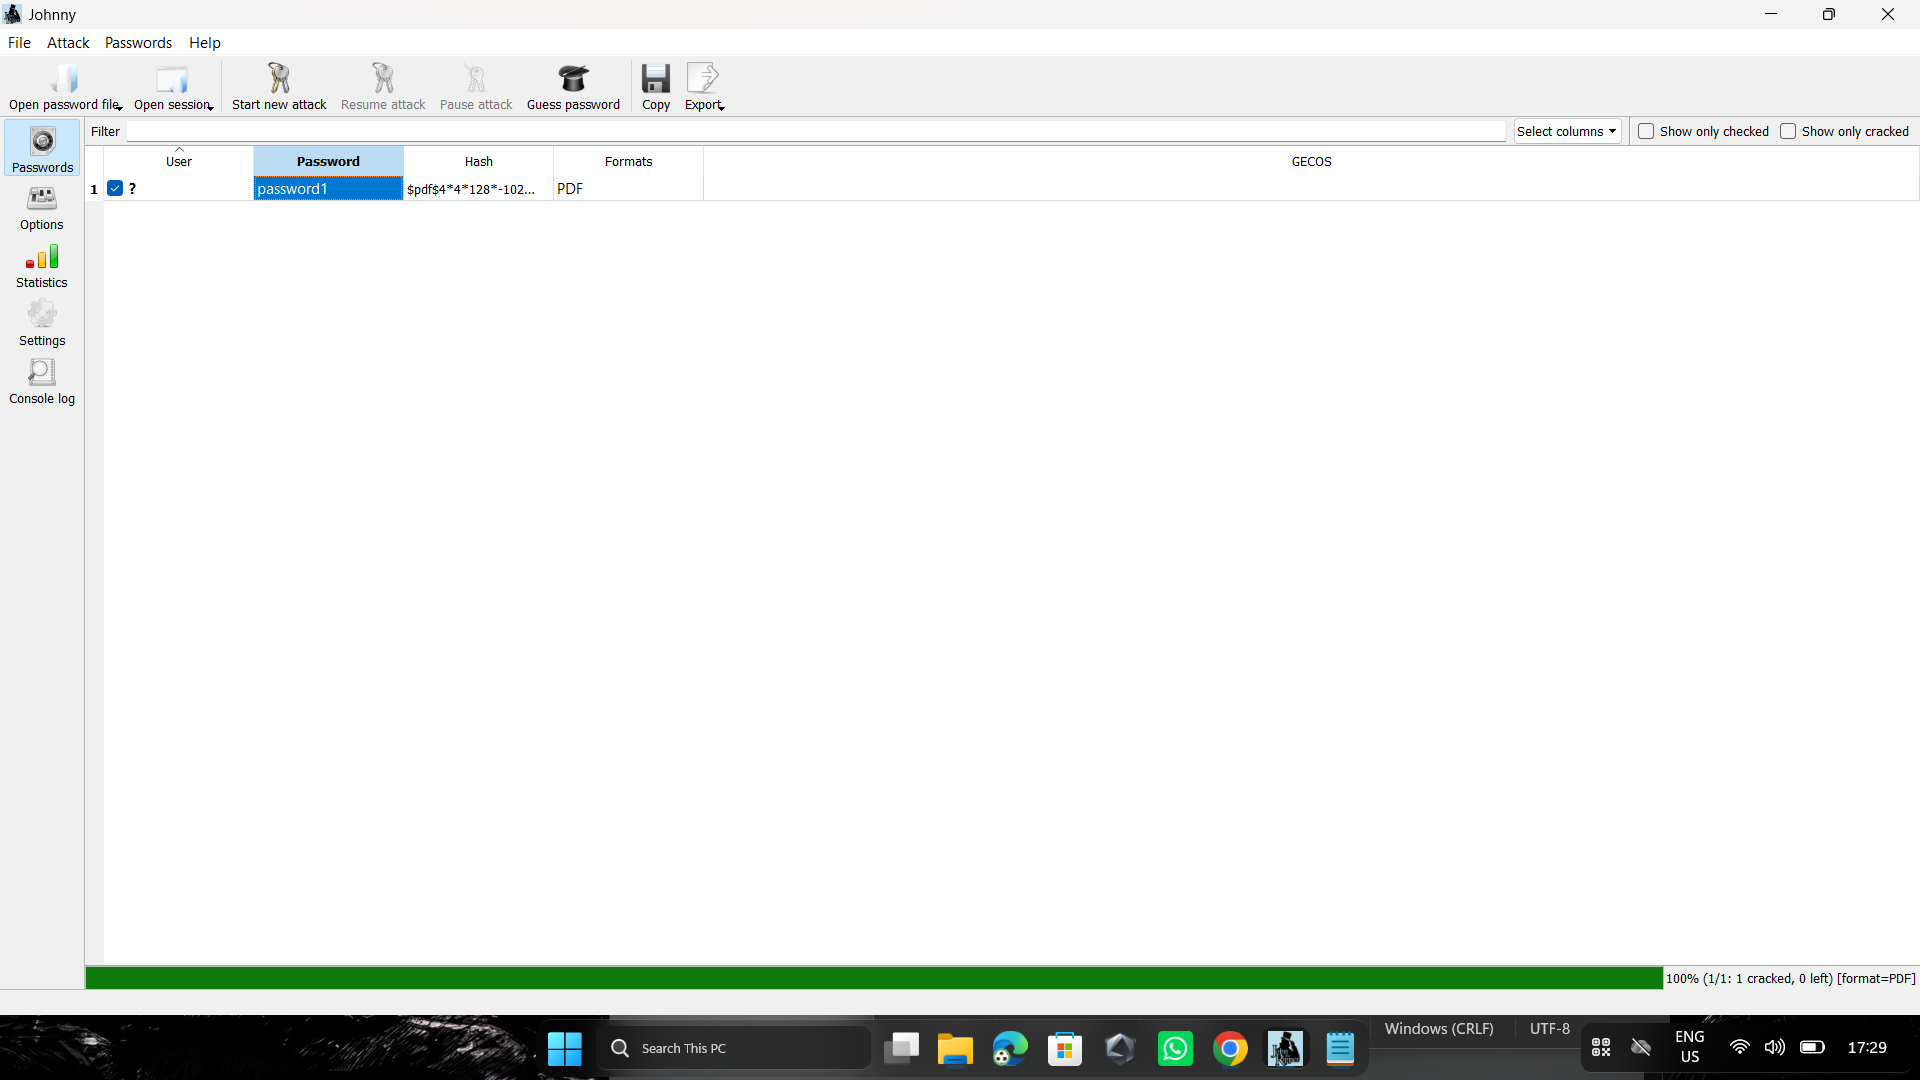 Johnny
File Attack Passwords Help
Open password file Open session Start new attack Resume attack Pause attack Guess password Copy Export
Passwords
Options
Statistics
Settings
Console log
Filter Select columns Show only checked Show only cracked
User Password Hash Formats GECOS
1 ? password1 $pdf$4*4*128*-102... PDF
100% (1/1: 1 cracked, 0 left) [format=PDF]
Windows (CRLF) UTF-8
Search This PC
ENG
US
17:29